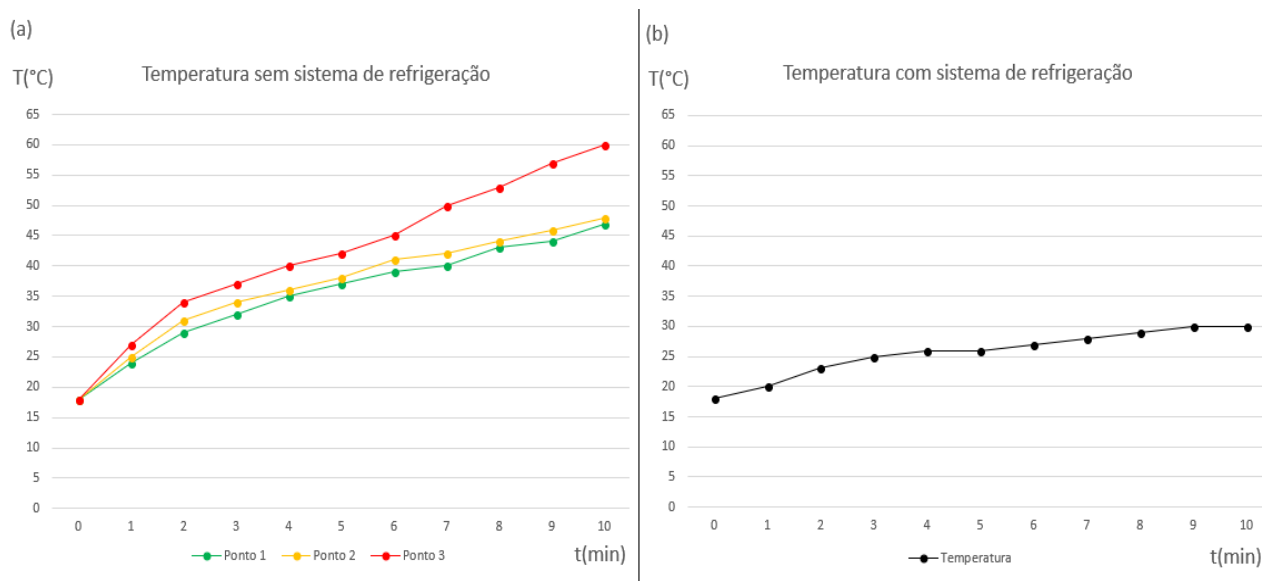 (a)
T(°C)
Temperatura sem sistema de refrigeração
65
60
55
50
45
40
35
30
25
20
15
10
5
0
0 1 2 3 4 5 6 7 8 9 10
t(min)
Ponto 1 Ponto 2 Ponto 3
(b)
T(°C)
Temperatura com sistema de refrigeração
65
60
55
50
45
40
35
30
25
20
15
10
5
0
0 1 2 3 4 5 6 7 8 9 10
t(min)
Temperatura